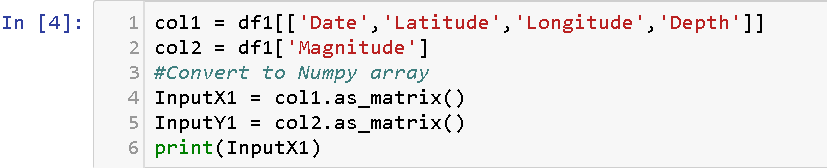 In [4]:
1 col1 = df1[['Date','Latitude','Longitude','Depth']]
2 col2 = df1['Magnitude']
3 #Convert to Numpy array
4 InputX1 = col1.as_matrix()
5 InputY1 = col2.as_matrix()
6 print(InputX1)